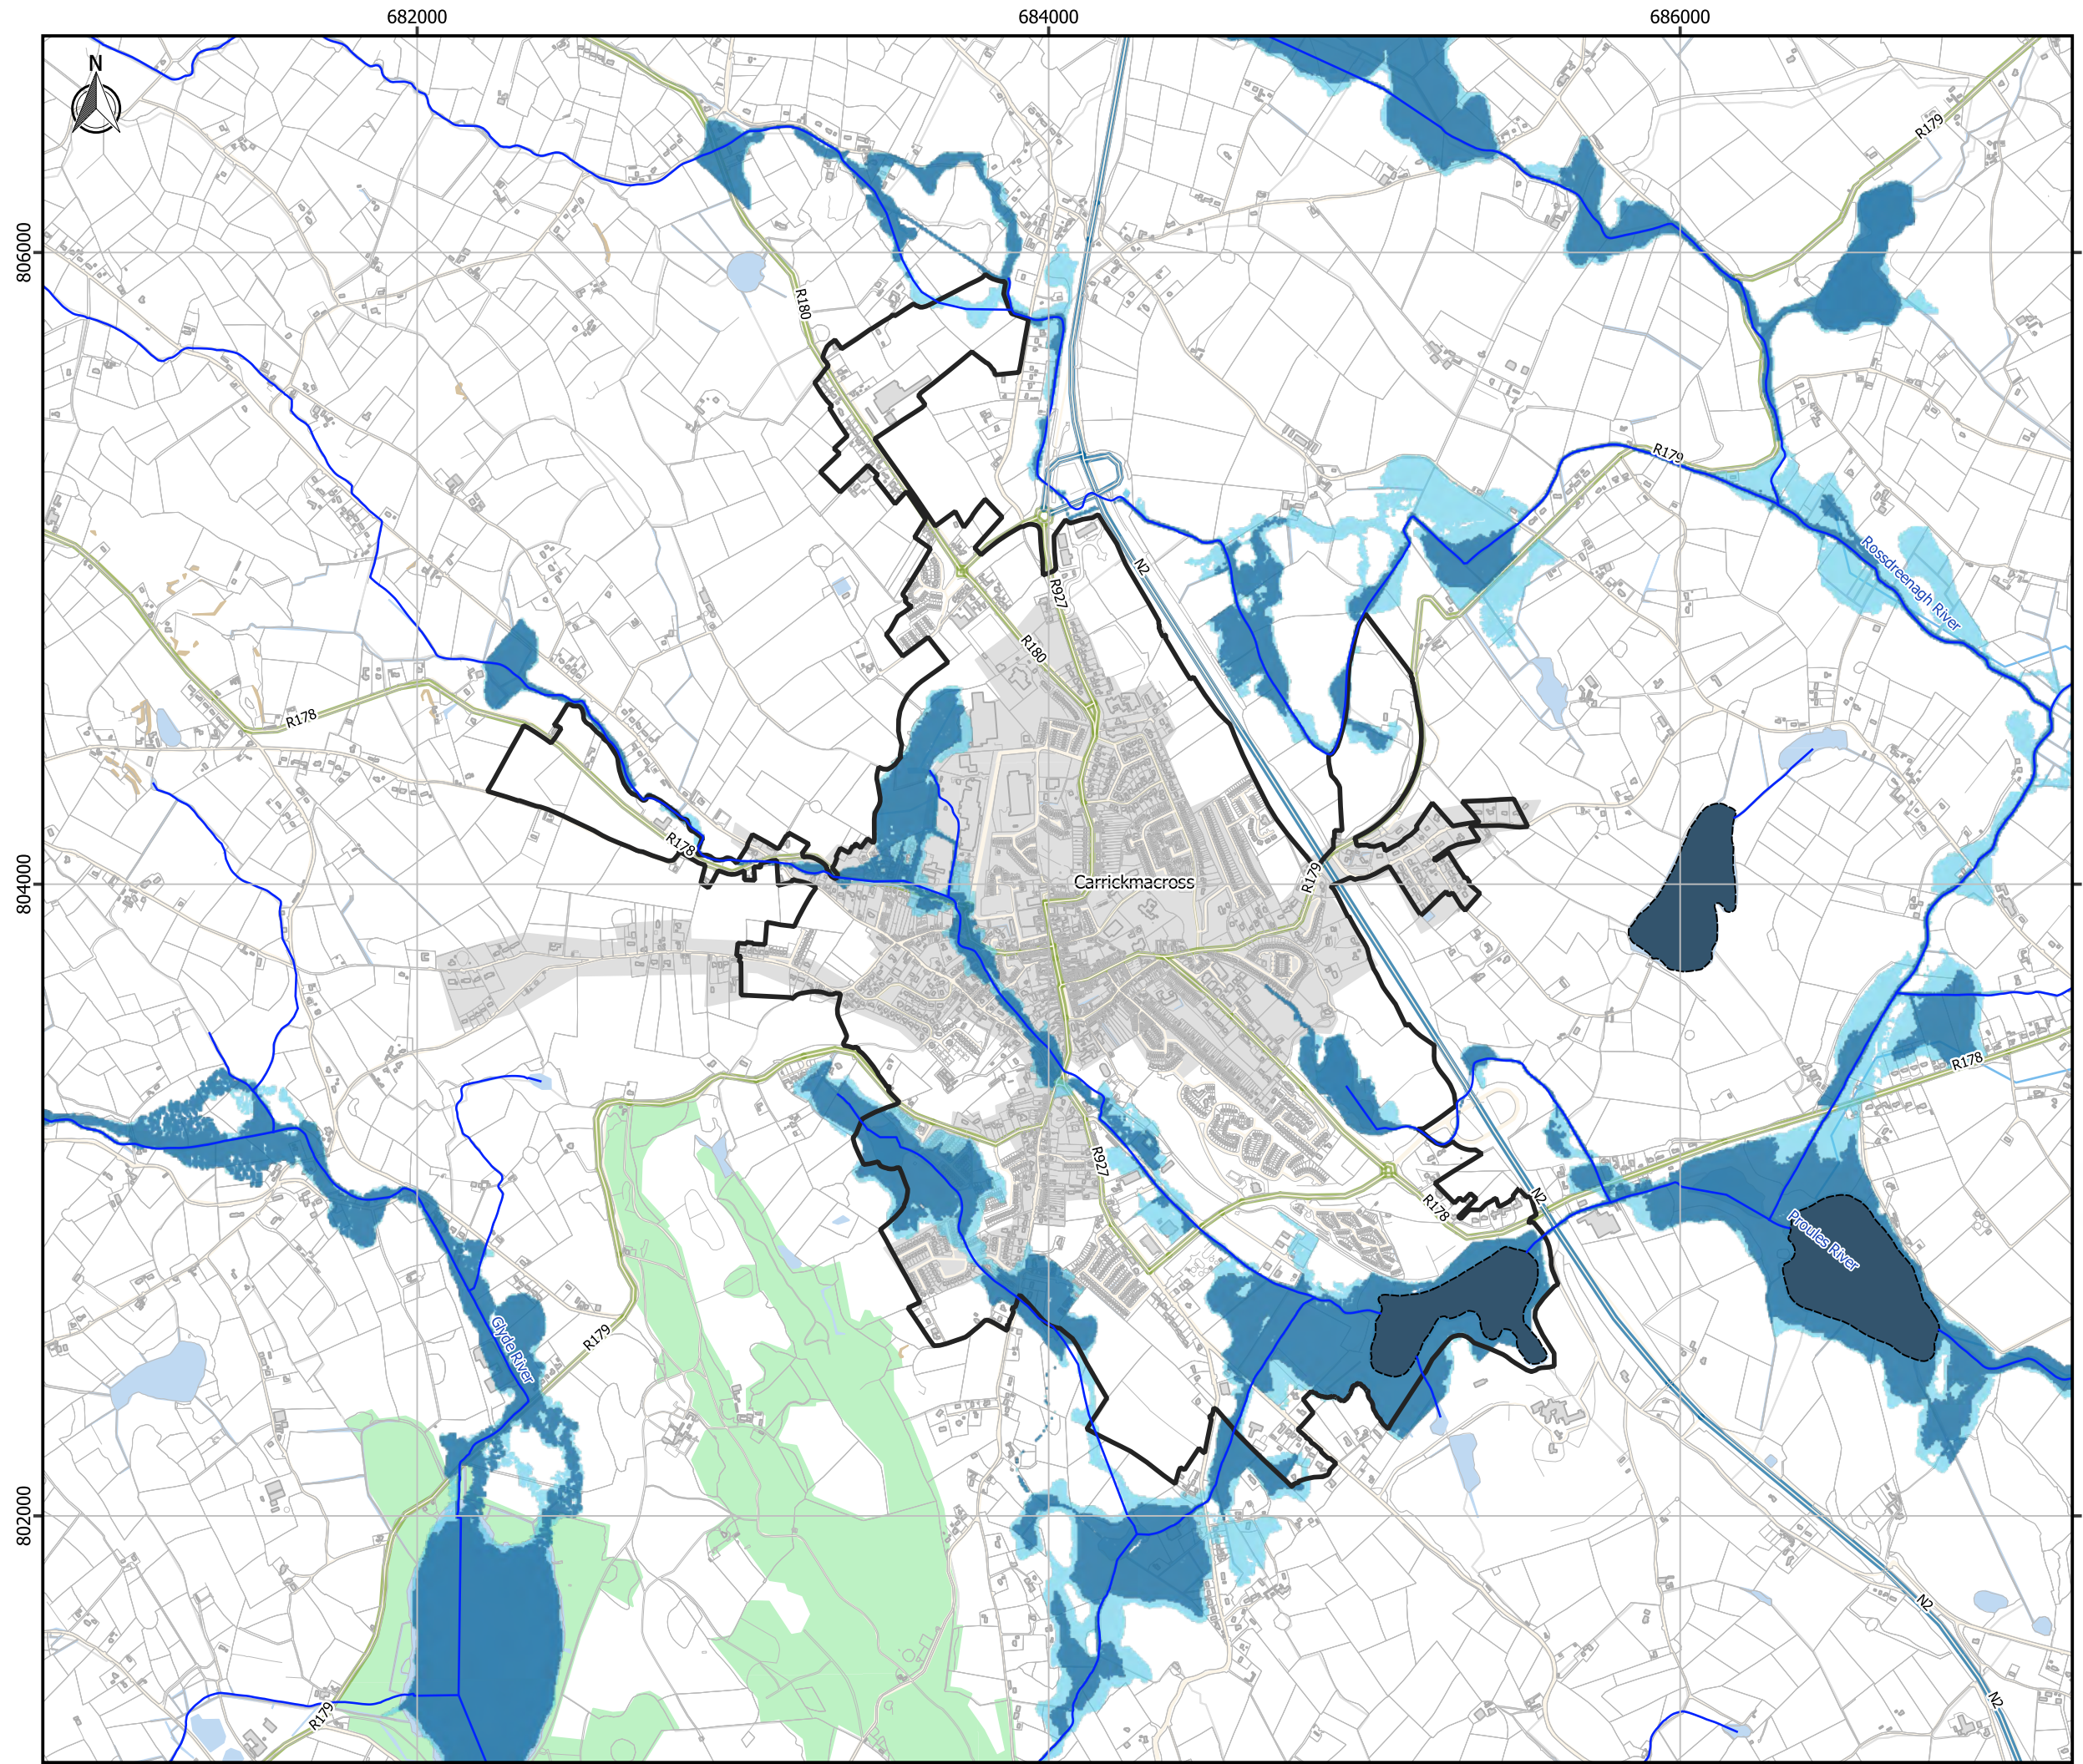 682000
684000
686000
N
R179
806000
R180
R179
N2
Rossdreenagh River
R927
R180
R178
R178
R179
804000
Carrickmacross
R178
R927
N2
R178
Proules River
Glyde River
R179
802000
N2
R179
N2